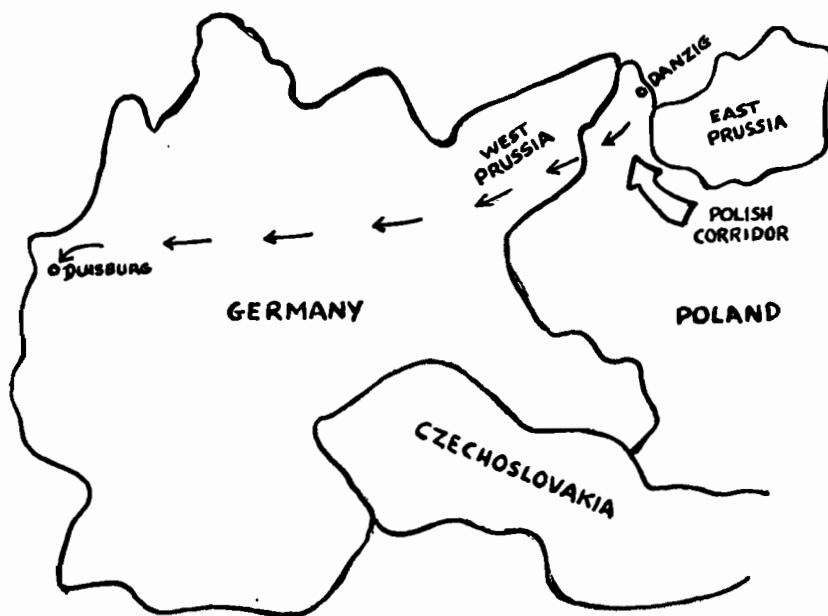 DANZIG
WEST
PRUSSIA
EAST
PRUSSIA
POLISH
CORRIDOR
DUISBURG
GERMANY
POLAND
CZECHOSLOVAKIA